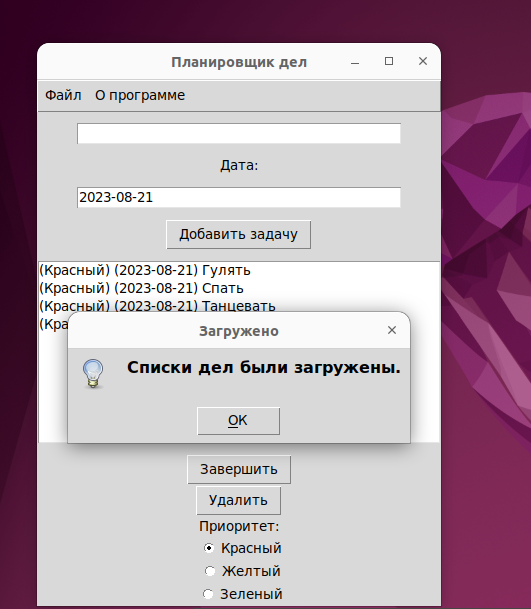 Планировщик дел
Файл О программе
Дата:
2023-08-21
Добавить задачу
(Красный) (2023-08-21) Гулять
(Красный) (2023-08-21) Спать
(Красный) (2023-08-21) Танцевать
Загружено
Списки дел были загружены.
OK
Завершить
Удалить
Приоритет:
Красный
Желтый
Зеленый